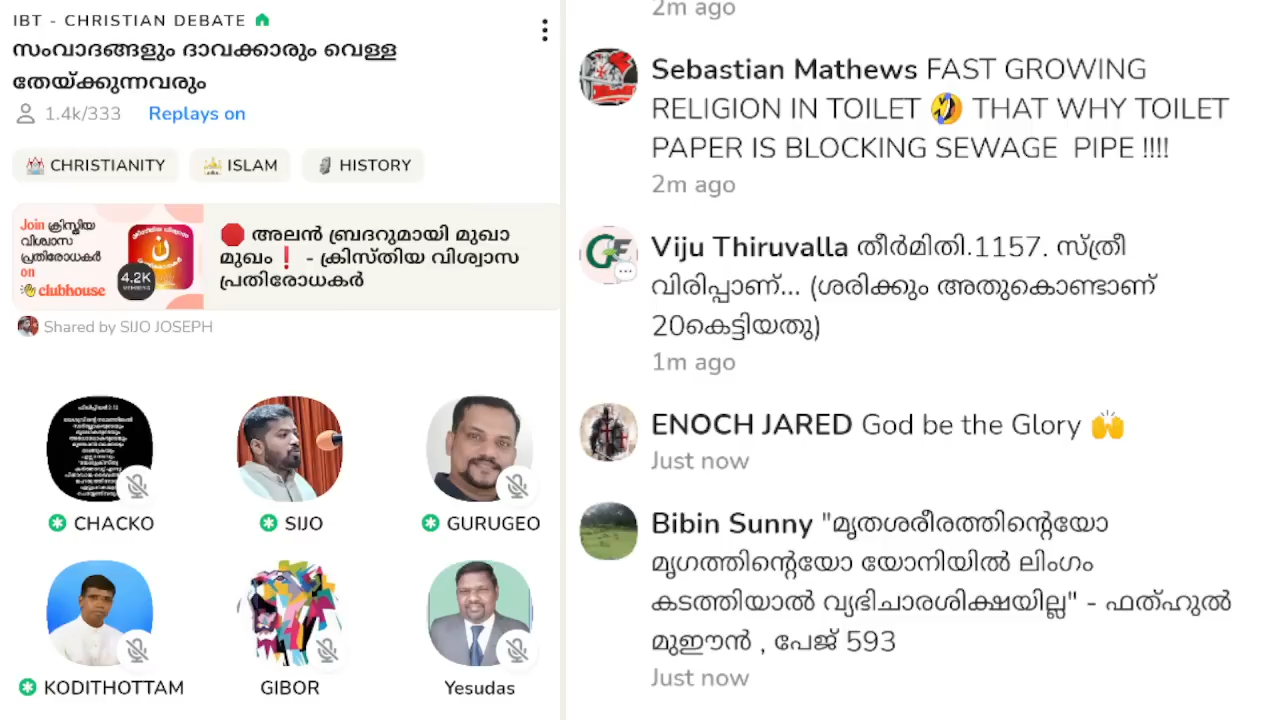 IBT - CHRISTIAN DEBATE
സംവാദങ്ങളും ദാവക്കാരും വെള്ള
തേയ്ക്കുന്നവരും
1.4k/333 Replays on
CHRISTIANITY ISLAM HISTORY
Join ക്രിസ്തീയ
വിശ്വാസ
പ്രതിരോധകർ
on
clubhouse
4.2K
MEMBERS
🛑 അലൻ ബ്രദറുമായി മുഖാ
മുഖം❗ - ക്രിസ്തിയ വിശ്വാസ
പ്രതിരോധകർ
Shared by SIJO JOSEPH
CHACKO SIJO GURUGEO
KODITHOTTAM GIBOR Yesudas
2m ago
Sebastian Mathews FAST GROWING
RELIGION IN TOILET 🤣 THAT WHY TOILET
PAPER IS BLOCKING SEWAGE PIPE !!!!
2m ago
Viju Thiruvalla തീർമിതി.1157. സ്ത്രീ
വിരിപ്പാണ്... (ശരിക്കും അതുകൊണ്ടാണ്
20കെട്ടിയതു)
1m ago
ENOCH JARED God be the Glory 🙌
Just now
Bibin Sunny "മൃതശരീരത്തിന്റെയോ
മൃഗത്തിന്റെയോ യോനിയിൽ ലിംഗം
കടത്തിയാൽ വ്യഭിചാരശിക്ഷയില്ല" - ഫത്ഹുൽ
മുഈൻ , പേജ് 593
Just now